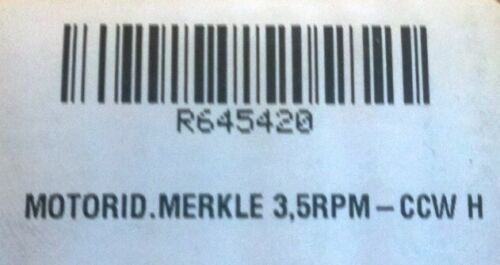 R645420
MOTORID.MERKLE 3,5RPM-CCW H